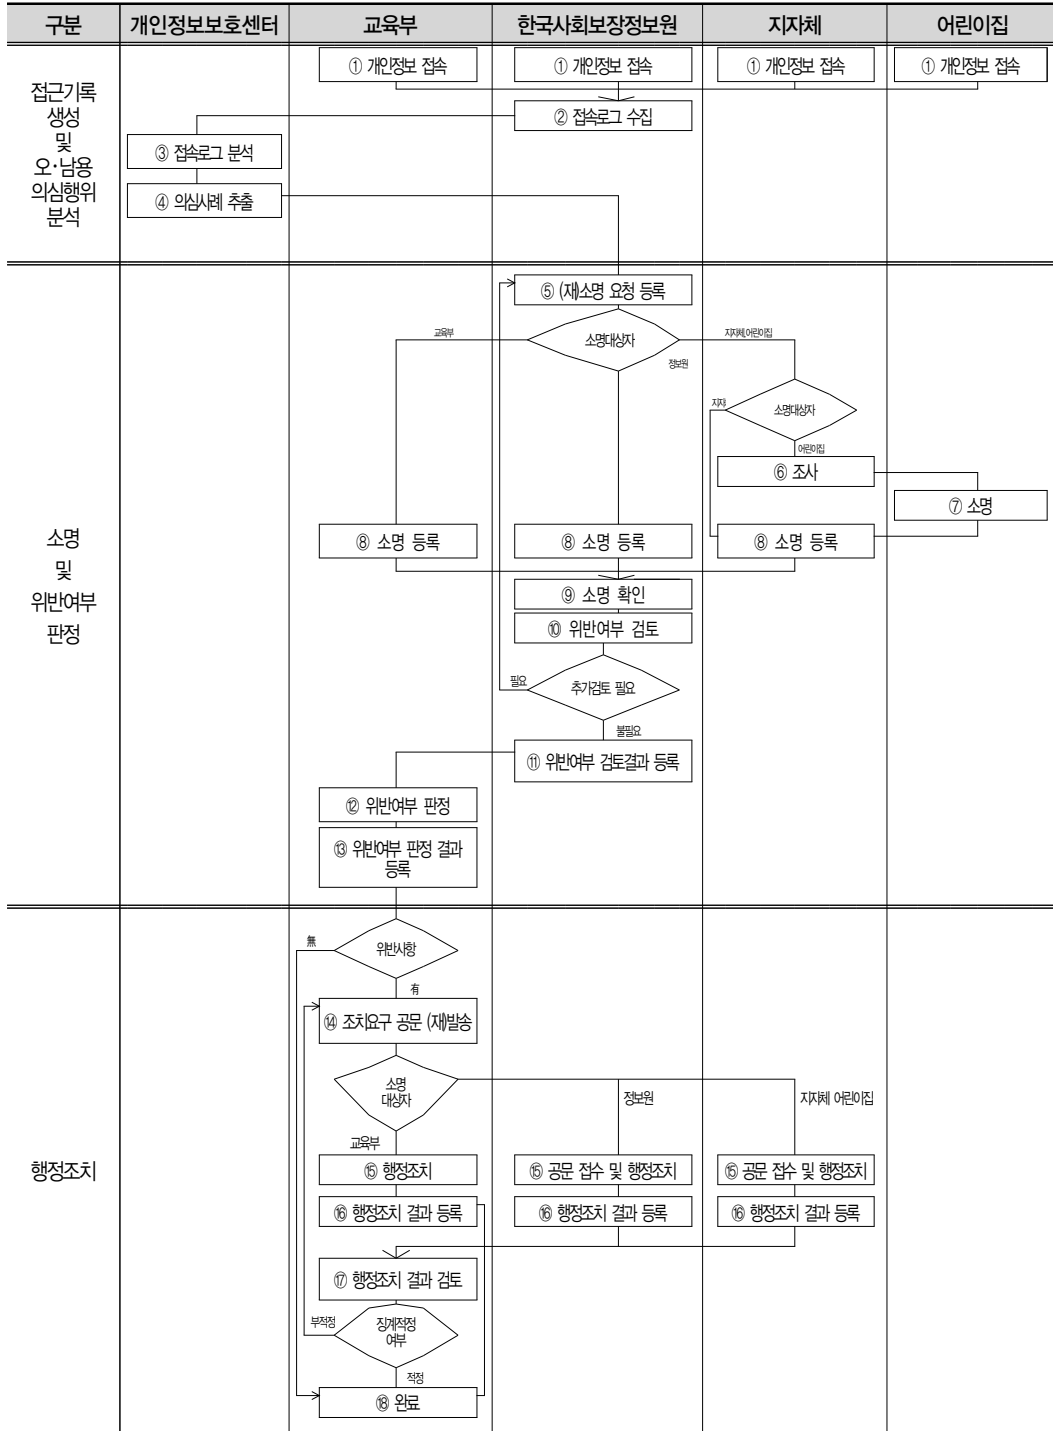 구분 개인정보보호센터 교육부 한국사회보장정보원 지자체 어린이집
접근기록
생성
및
오·남용
의심행위
분석
① 개인정보 접속 ① 개인정보 접속 ① 개인정보 접속 ① 개인정보 접속
② 접속로그 수집
③ 접속로그 분석
④ 의심사례 추출
소명
및
위반여부
판정
⑤ (재)소명 요청 등록
교육부 소명대상자 지자체,어린이집
정보원
지자 소명대상자
어린이집
⑥ 조사
⑦ 소명
⑧ 소명 등록 ⑧ 소명 등록 ⑧ 소명 등록
⑨ 소명 확인
⑩ 위반여부 검토
필요 추가검토 필요
불필요
⑪ 위반여부 검토결과 등록
⑫ 위반여부 판정
⑬ 위반여부 판정 결과
등록
행정조치
無 위반사항
有
⑭ 조치요구 공문 (재)발송
소명
대상자
정보원 지자체 어린이집
교육부
⑮ 행정조치 ⑮ 공문 접수 및 행정조치 ⑮ 공문 접수 및 행정조치
⑯ 행정조치 결과 등록 ⑯ 행정조치 결과 등록 ⑯ 행정조치 결과 등록
⑰ 행정조치 결과 검토
부적정 징계적정
여부
적정
⑱ 완료